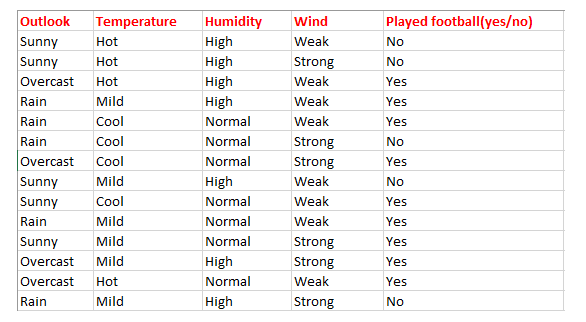 Outlook Temperature Humidity Wind Played football(yes/no)
Sunny Hot High Weak No
Sunny Hot High Strong No
Overcast Hot High Weak Yes
Rain Mild High Weak Yes
Rain Cool Normal Weak Yes
Rain Cool Normal Strong No
Overcast Cool Normal Strong Yes
Sunny Mild High Weak No
Sunny Cool Normal Weak Yes
Rain Mild Normal Weak Yes
Sunny Mild Normal Strong Yes
Overcast Mild High Strong Yes
Overcast Hot Normal Weak Yes
Rain Mild High Strong No